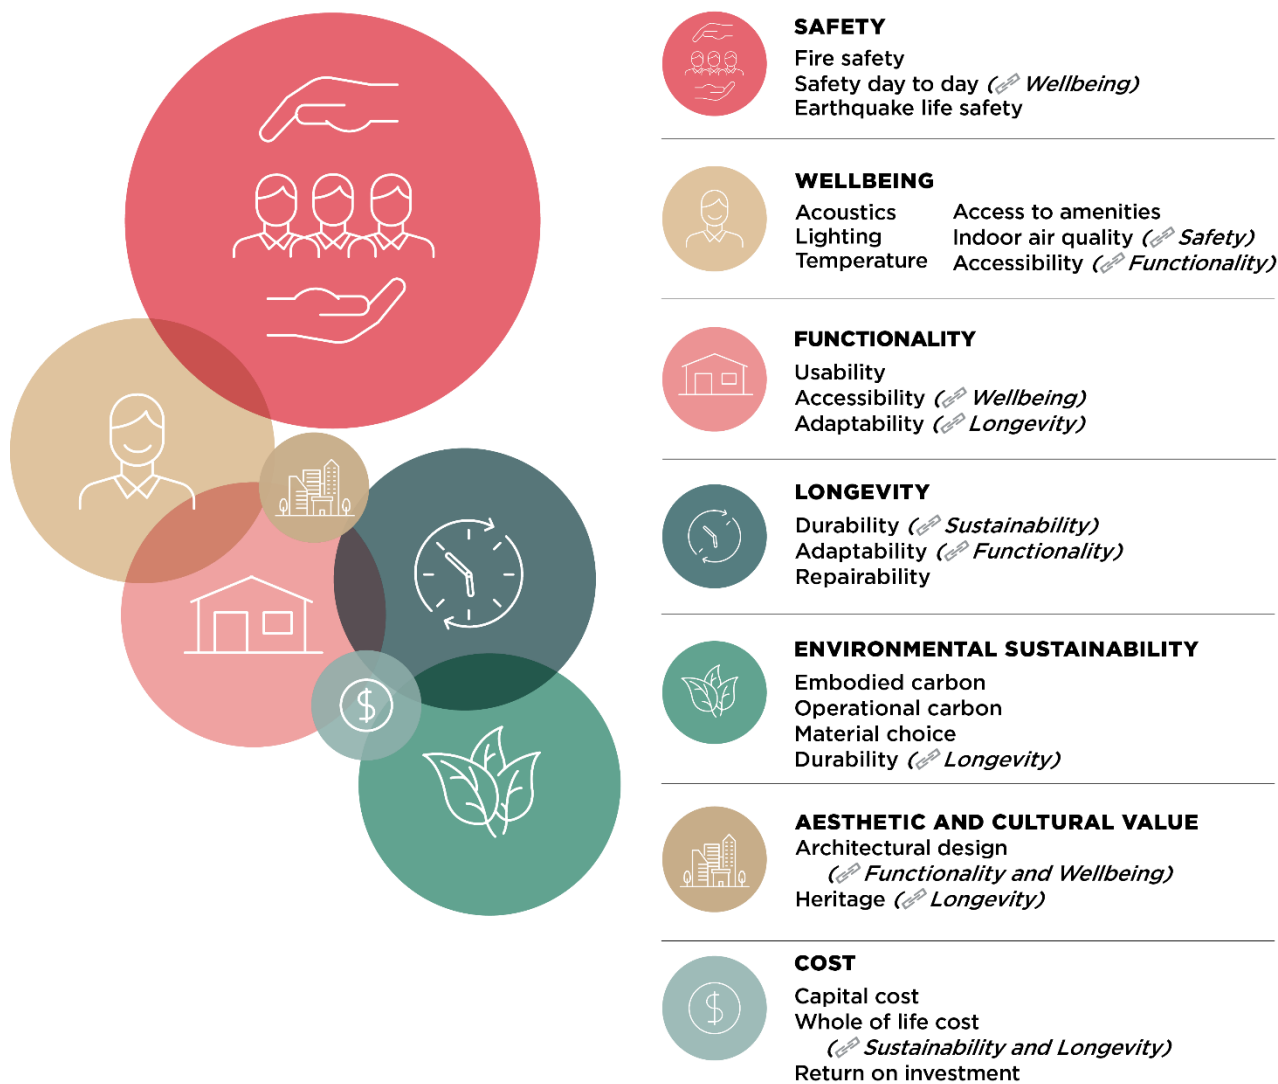 SAFETY
Fire safety
Safety day to day (Wellbeing)
Earthquake life safety
WELLBEING
Acoustics
Lighting
Temperature
Access to amenities
Indoor air quality (Safety)
Accessibility (Functionality)
FUNCTIONALITY
Usability
Accessibility (Wellbeing)
Adaptability (Longevity)
LONGEVITY
Durability (Sustainability)
Adaptability (Functionality)
Repairability
ENVIRONMENTAL SUSTAINABILITY
Embodied carbon
Operational carbon
Material choice
Durability (Longevity)
AESTHETIC AND CULTURAL VALUE
Architectural design
(Functionality and Wellbeing)
Heritage (Longevity)
$
COST
Capital cost
Whole of life cost
(Sustainability and Longevity)
Return on investment
$